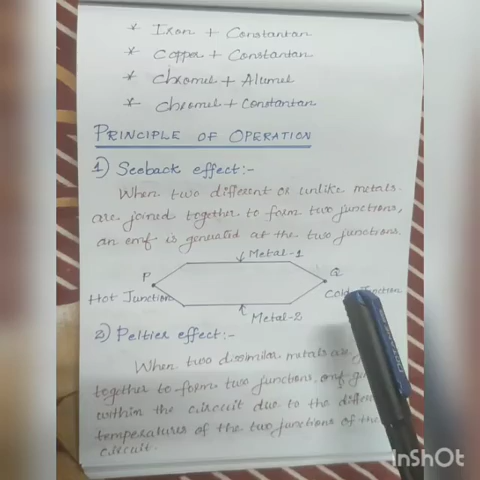 * Iron + Constantan
* Copper + Constantan
* Chromel + Alumel
* Chromel + Constantan
PRINCIPLE OF OPERATION
1) Seeback effect:-
When two different or unlike metals
are joined together to form two junctions,
an emf is generated at the two junctions.
Metal-1
P
Q
Hot Junction
Cold
Metal-2
2) Peltier effect:-
When two dissimilar metals are
together to form two junctions, emf
within the circuit due to the
temperatures of the two junctions of the
circuit.
InShOt